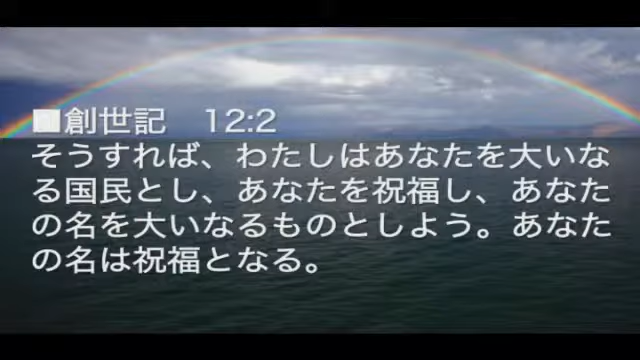 ■創世記　12:2
そうすれば、わたしはあなたを大いな
る国民とし、あなたを祝福し、あなた
の名を大いなるものとしよう。あなた
の名は祝福となる。